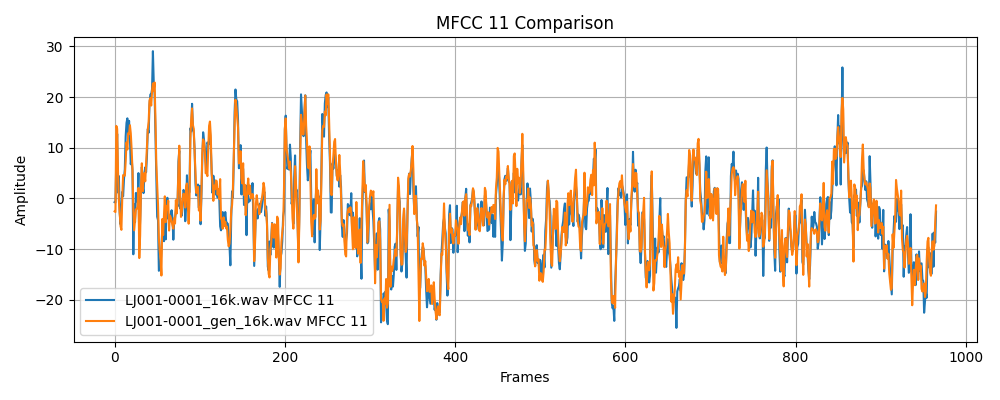 MFCC 11 Comparison
Amplitude
30
20
10
0
−10
−20
LJ001-0001_16k.wav MFCC 11
LJ001-0001_gen_16k.wav MFCC 11
0
200
400
600
800
1000
Frames